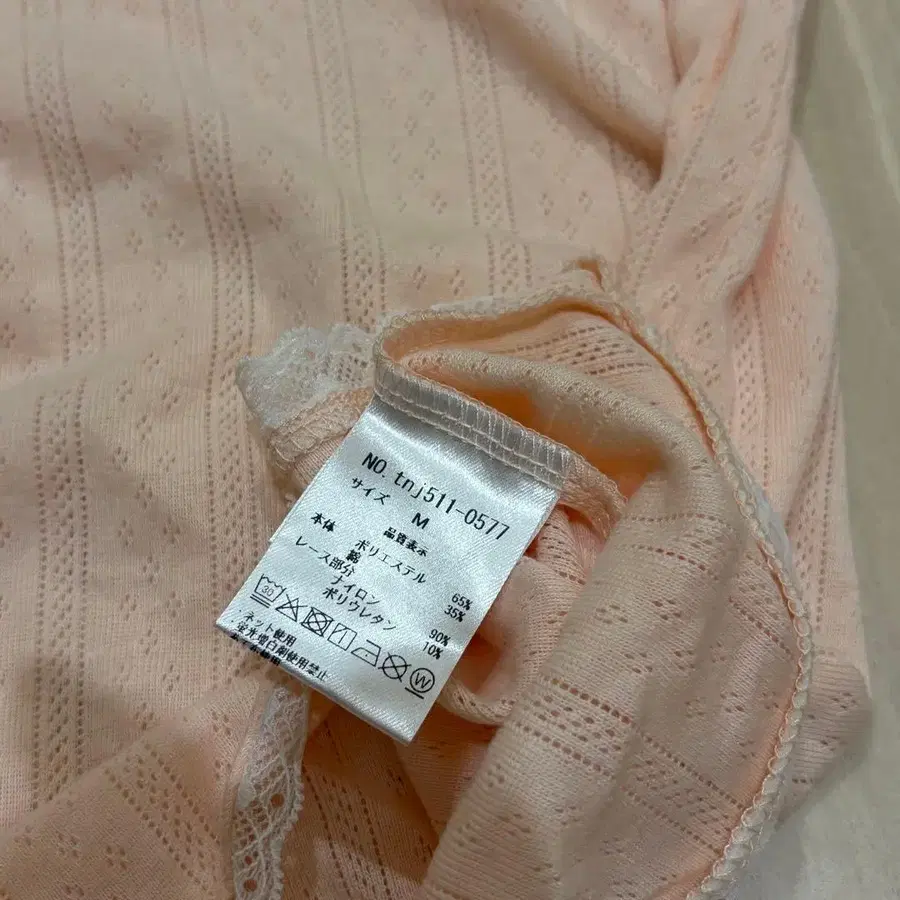 NO. tnj511-0577
サイズ M
品質表示
本体 ポリエステル 65%
綿 35%
レース部分
ナイロン 90%
ポリウレタン 10%
30
W
・ネット使用
・蛍光増白剤使用禁止